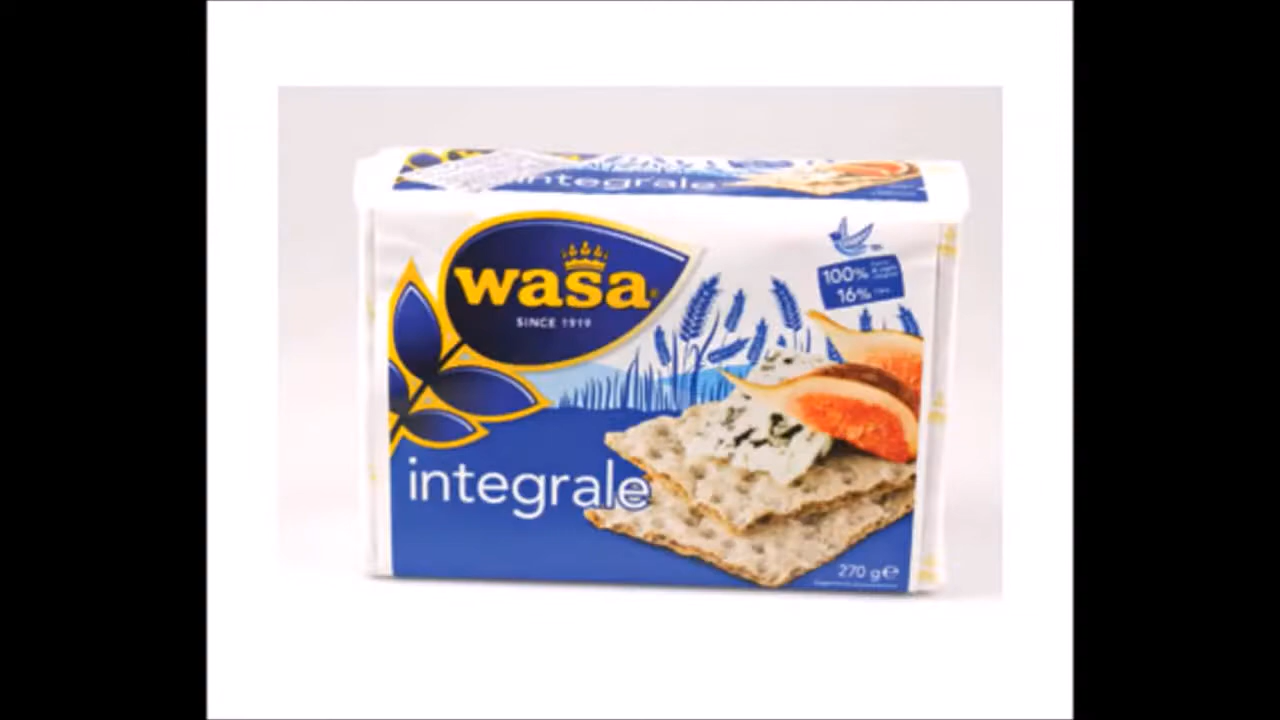 integrale
wasa
SINCE 1919
100%
16%
integrale
270 g ℮